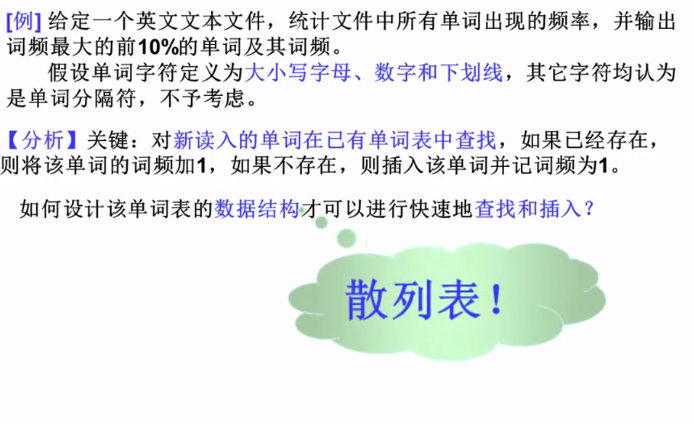 [例] 给定一个英文文本文件，统计文件中所有单词出现的频率，并输出
词频最大的前10%的单词及其词频。
假设单词字符定义为大小写字母、数字和下划线，其它字符均认为
是单词分隔符，不予考虑。
【分析】关键：对新读入的单词在已有单词表中查找，如果已经存在，
则将该单词的词频加1，如果不存在，则插入该单词并记词频为1。
如何设计该单词表的数据结构才可以进行快速地查找和插入？
散列表！